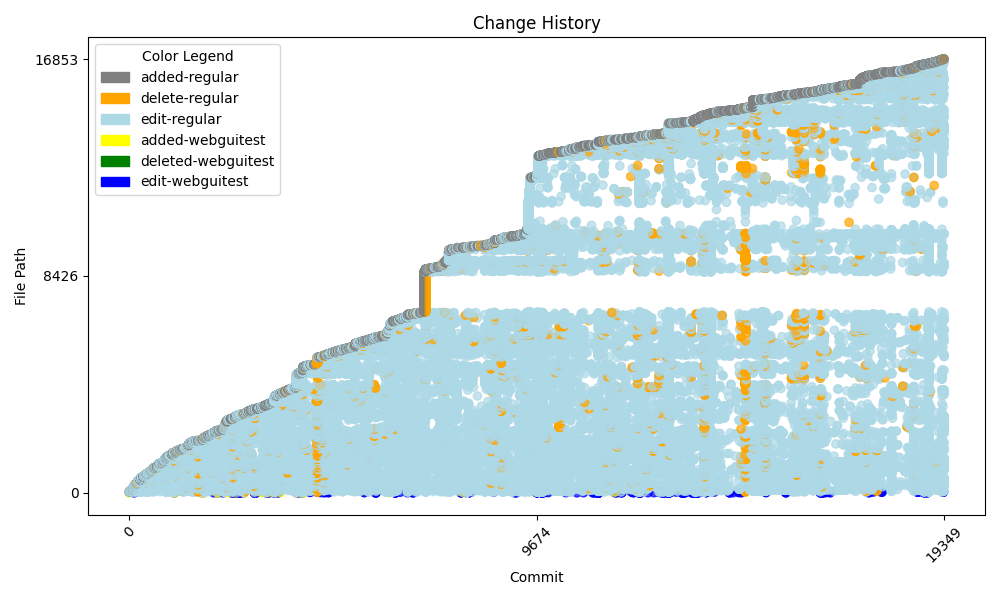 Change History
Color Legend
added-regular
delete-regular
edit-regular
added-webguitest
deleted-webguitest
edit-webguitest
16853
8426
0
File Path
0
9674
19349
Commit